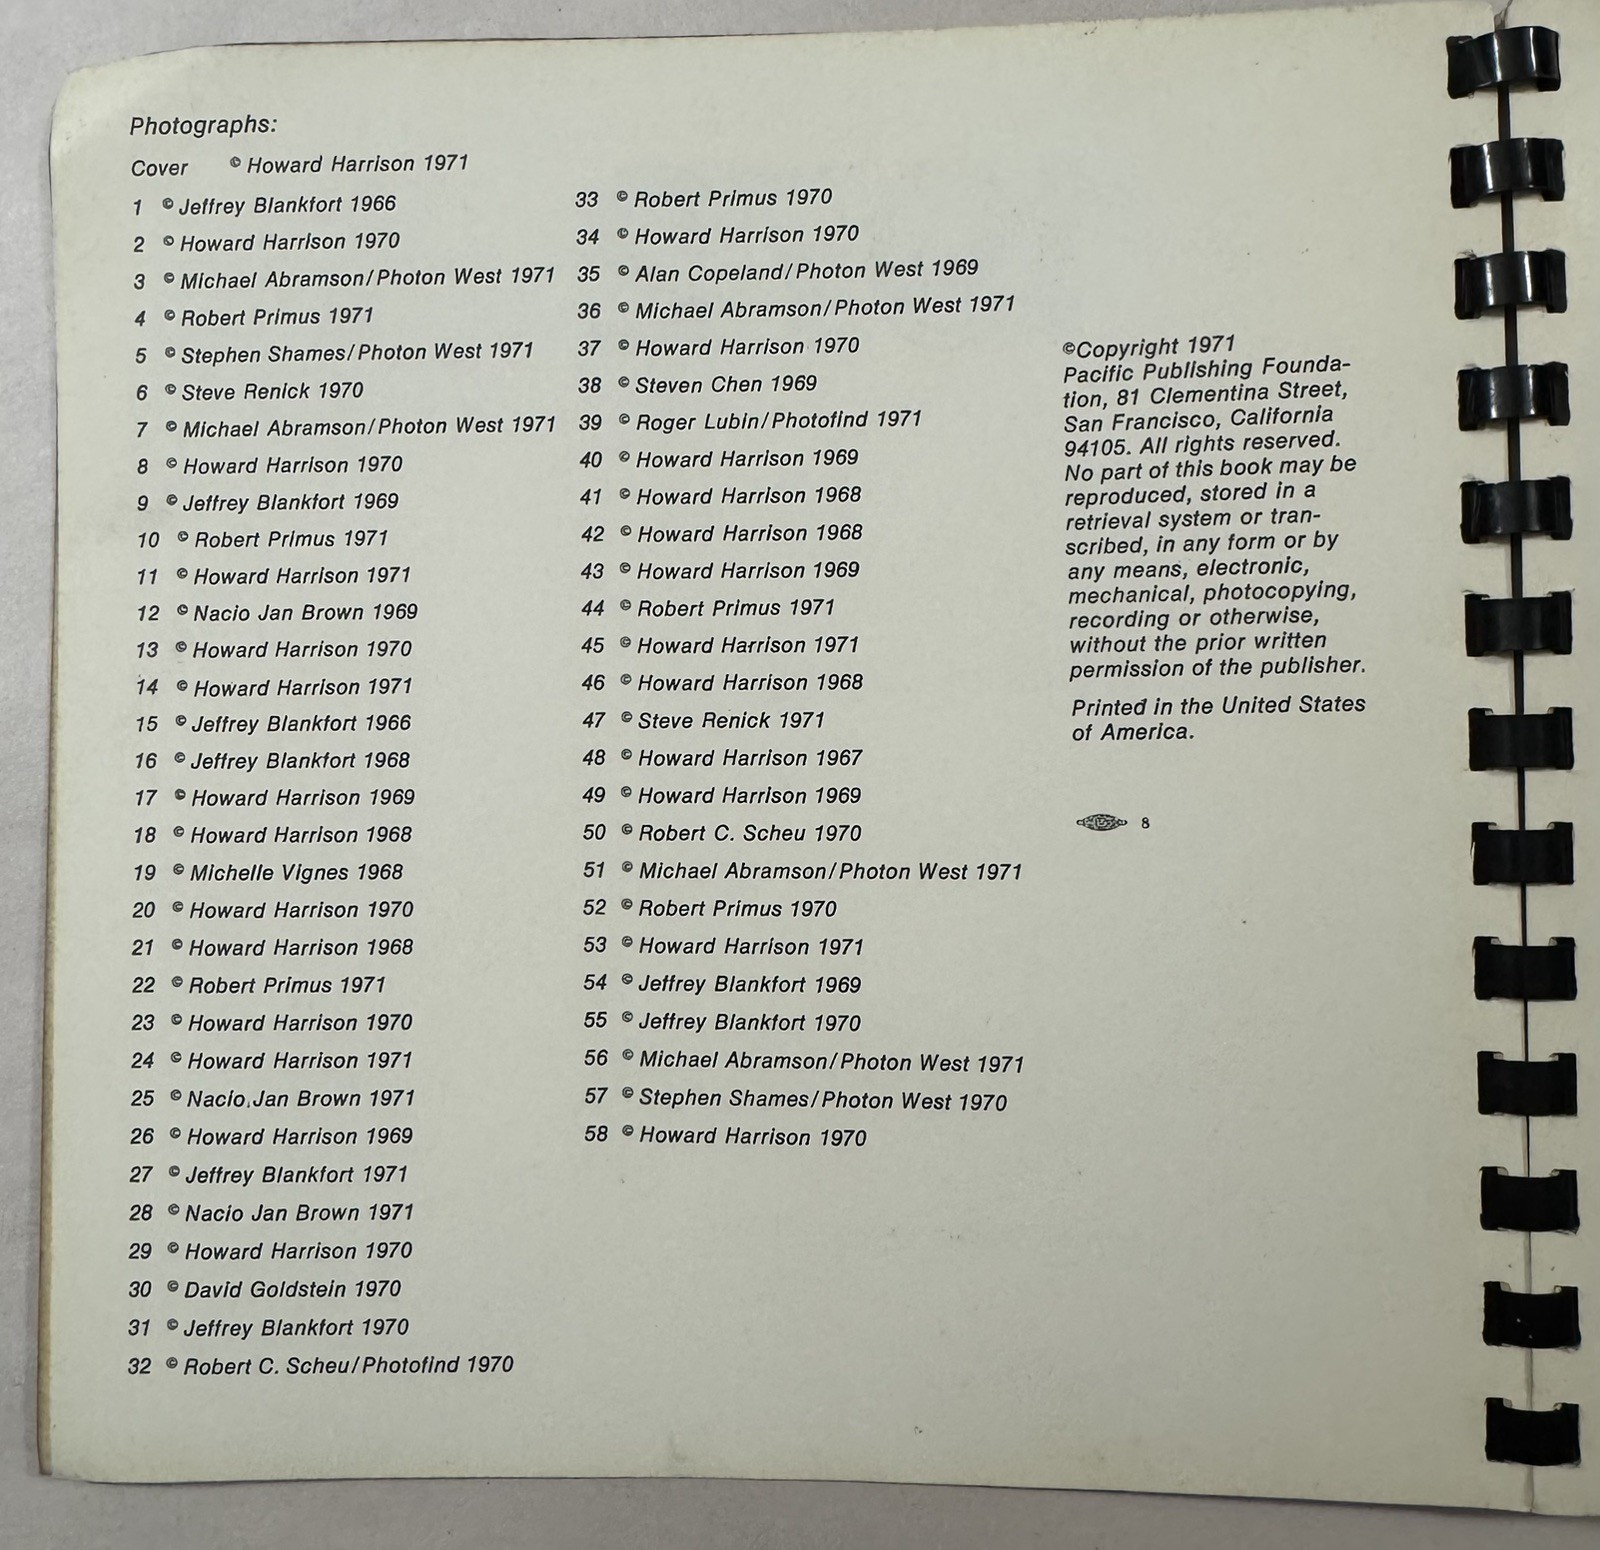 Photographs:
Cover © Howard Harrison 1971
1 © Jeffrey Blankfort 1966
2 © Howard Harrison 1970
3 © Michael Abramson/Photon West 1971
4 © Robert Primus 1971
5 © Stephen Shames/Photon West 1971
6 © Steve Renick 1970
7 © Michael Abramson/Photon West 1971
8 © Howard Harrison 1970
9 © Jeffrey Blankfort 1969
10 © Robert Primus 1971
11 © Howard Harrison 1971
12 © Nacio Jan Brown 1969
13 © Howard Harrison 1970
14 © Howard Harrison 1971
15 © Jeffrey Blankfort 1966
16 © Jeffrey Blankfort 1968
17 © Howard Harrison 1969
18 © Howard Harrison 1968
19 © Michelle Vignes 1968
20 © Howard Harrison 1970
21 © Howard Harrison 1968
22 © Robert Primus 1971
23 © Howard Harrison 1970
24 © Howard Harrison 1971
25 © Nacio Jan Brown 1971
26 © Howard Harrison 1969
27 © Jeffrey Blankfort 1971
28 © Nacio Jan Brown 1971
29 © Howard Harrison 1970
30 © David Goldstein 1970
31 © Jeffrey Blankfort 1970
32 © Robert C. Scheu/Photofind 1970
33 © Robert Primus 1970
34 © Howard Harrison 1970
35 © Alan Copeland/Photon West 1969
36 © Michael Abramson/Photon West 1971
37 © Howard Harrison 1970
38 © Steven Chen 1969
39 © Roger Lubin/Photofind 1971
40 © Howard Harrison 1969
41 © Howard Harrison 1968
42 © Howard Harrison 1968
43 © Howard Harrison 1969
44 © Robert Primus 1971
45 © Howard Harrison 1971
46 © Howard Harrison 1968
47 © Steve Renick 1971
48 © Howard Harrison 1967
49 © Howard Harrison 1969
50 © Robert C. Scheu 1970
51 © Michael Abramson/Photon West 1971
52 © Robert Primus 1970
53 © Howard Harrison 1971
54 © Jeffrey Blankfort 1969
55 © Jeffrey Blankfort 1970
56 © Michael Abramson/Photon West 1971
57 © Stephen Shames/Photon West 1970
58 © Howard Harrison 1970
©Copyright 1971
Pacific Publishing Founda-
tion, 81 Clementina Street,
San Francisco, California
94105. All rights reserved.
No part of this book may be
reproduced, stored in a
retrieval system or tran-
scribed, in any form or by
any means, electronic,
mechanical, photocopying,
recording or otherwise,
without the prior written
permission of the publisher.
Printed in the United States
of America.
8